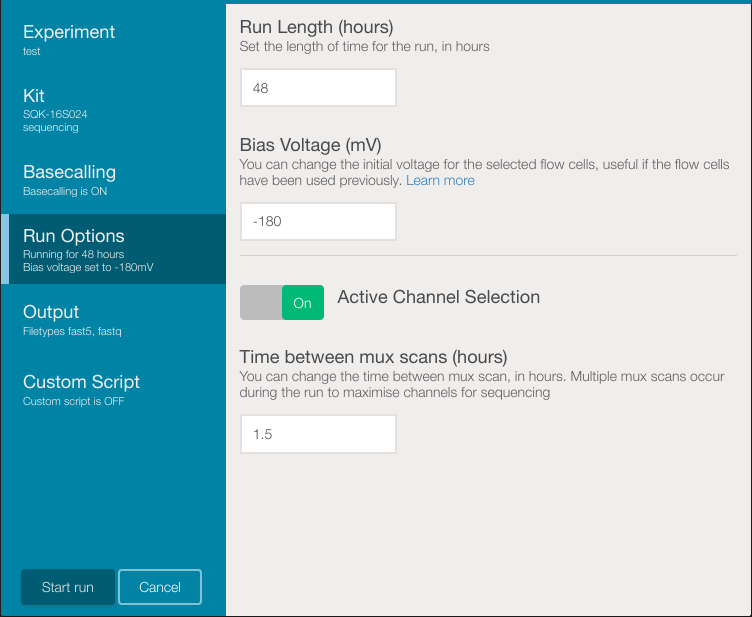 Experiment
test
Kit
SQK-16S024
sequencing
Basecalling
Basecalling is ON
Run Options
Running for 48 hours
Bias voltage set to -180mV
Output
Filetypes fast5, fastq
Custom Script
Custom script is OFF
Start run
Cancel
Run Length (hours)
Set the length of time for the run, in hours
48
Bias Voltage (mV)
You can change the initial voltage for the selected flow cells, useful if the flow cells
have been used previously. Learn more
-180
On
Active Channel Selection
Time between mux scans (hours)
You can change the time between mux scan, in hours. Multiple mux scans occur
during the run to maximise channels for sequencing
1.5